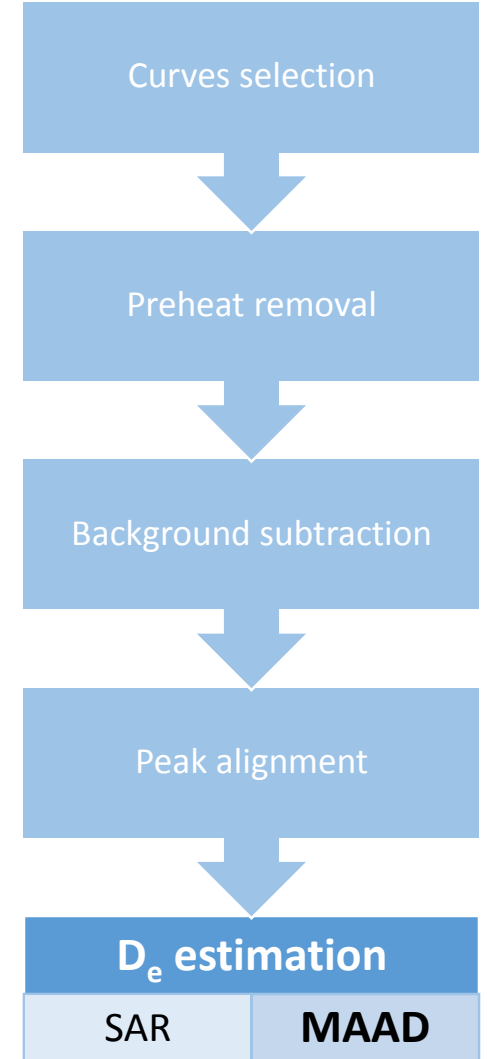 Curves selection
Preheat removal
Background subtraction
Peak alignment
Dₑ estimation
SAR MAAD